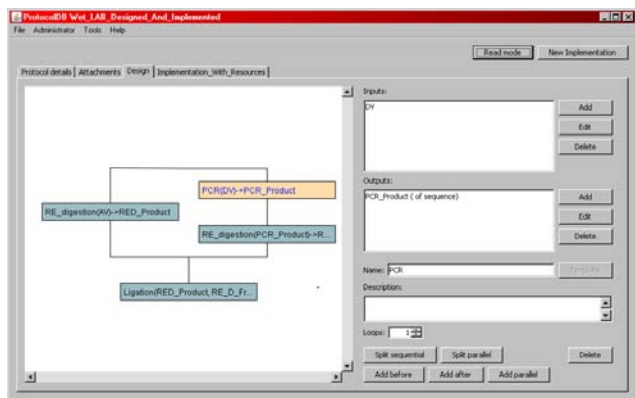 ProtocolDB Wet_LAB_Designed_And_Implemented
File Administrator Tools Help
Read mode New Implementation
Protocol details Attachments Design Implementation_With_Resources
Inputs:
DV
Add
Edit
Delete
PCR(DV)->PCR_Product
RE_digestion(AV)->RED_Product
RE_digestion(PCR_Product)->R...
Ligation(RED_Product, RE_D_Fr...
Outputs:
PCR_Product ( of sequence)
Add
Edit
Delete
Name: PCR Template
Description:
Loops: 1
Split sequential Split parallel Delete
Add before Add after Add parallel